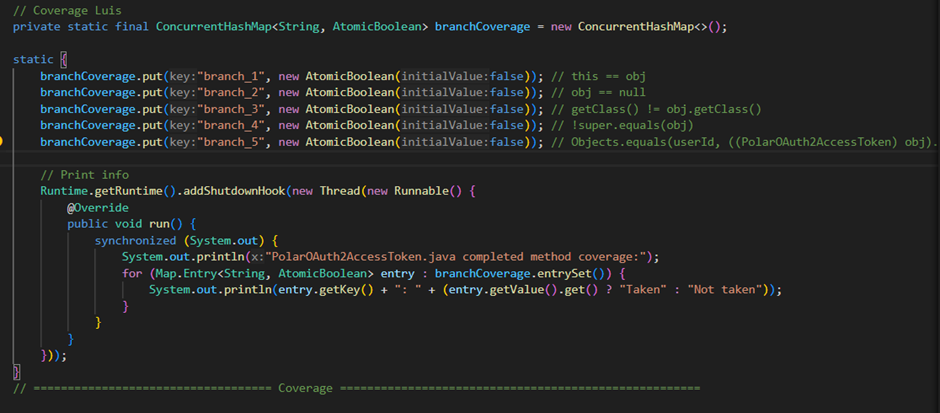 // Coverage Luis
private static final ConcurrentHashMap<String, AtomicBoolean> branchCoverage = new ConcurrentHashMap<>();
static {
branchCoverage.put(key:"branch_1", new AtomicBoolean(initialValue:false)); // this == obj
branchCoverage.put(key:"branch_2", new AtomicBoolean(initialValue:false)); // obj == null
branchCoverage.put(key:"branch_3", new AtomicBoolean(initialValue:false)); // getClass() != obj.getClass()
branchCoverage.put(key:"branch_4", new AtomicBoolean(initialValue:false)); // !super.equals(obj)
branchCoverage.put(key:"branch_5", new AtomicBoolean(initialValue:false)); // Objects.equals(userId, ((PolarOAuth2AccessToken) obj).
// Print info
Runtime.getRuntime().addShutdownHook(new Thread(new Runnable() {
@Override
public void run() {
synchronized (System.out) {
System.out.println(x:"PolarOAuth2AccessToken.java completed method coverage:");
for (Map.Entry<String, AtomicBoolean> entry : branchCoverage.entrySet()) {
System.out.println(entry.getKey() + ": " + (entry.getValue().get() ? "Taken" : "Not taken"));
}
}
}
}));
}
// =================================== Coverage =====================================================